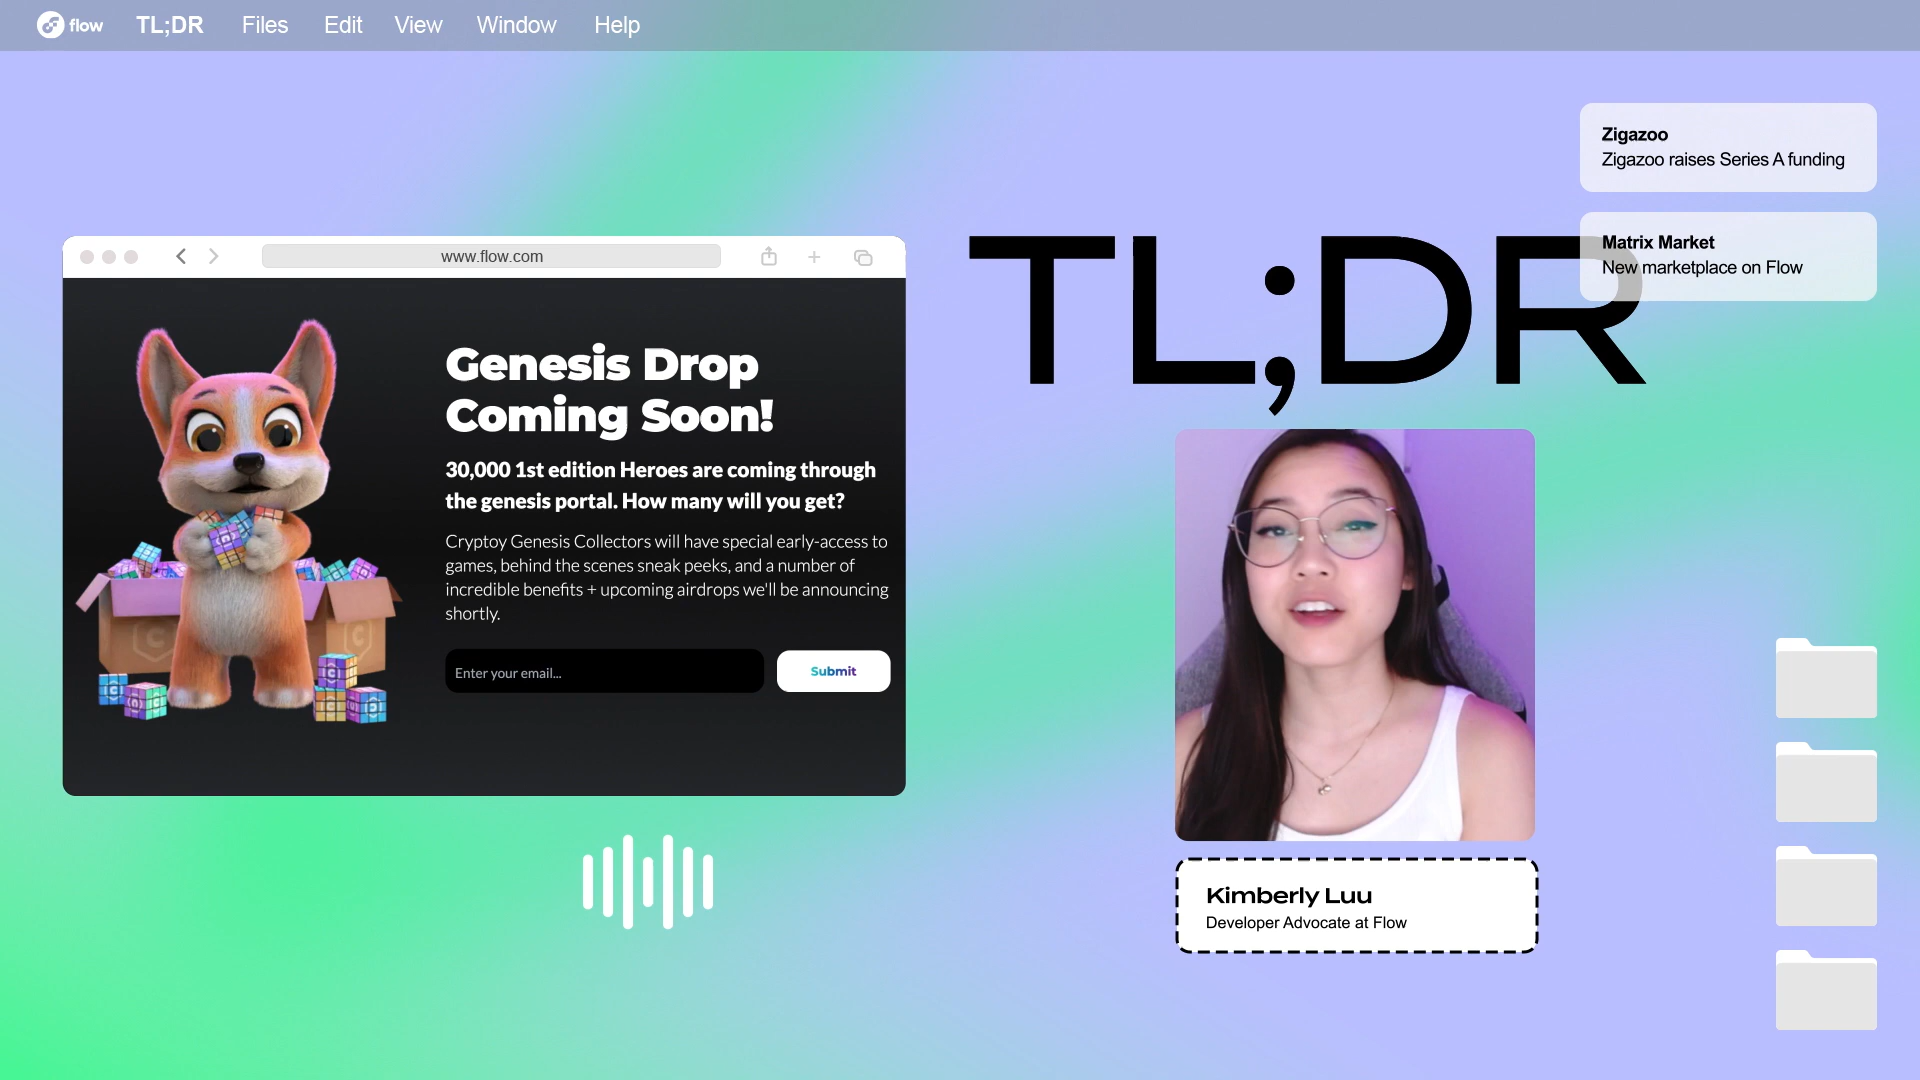 flow TL;DR Files Edit View Window Help
Zigazoo
Zigazoo raises Series A funding
Matrix Market
New marketplace on Flow
www.flow.com
Genesis Drop
Coming Soon!
30,000 1st edition Heroes are coming through
the genesis portal. How many will you get?
Cryptoy Genesis Collectors will have special early-access to
games, behind the scenes sneak peeks, and a number of
incredible benefits + upcoming airdrops we'll be announcing
shortly.
Enter your email...
Submit
TL;DR
Kimberly Luu
Developer Advocate at Flow